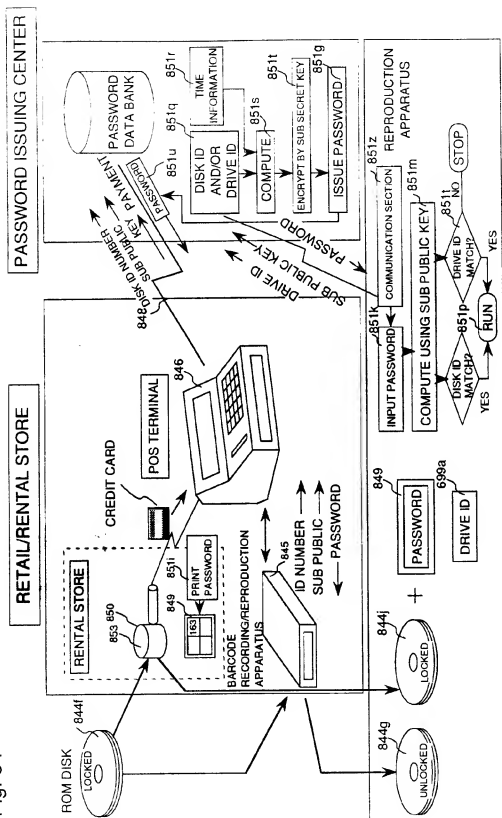 Fig. 34
RETAIL/RENTAL STORE
PASSWORD ISSUING CENTER
844f
LOCKED
ROM DISK
RENTAL STORE
853
850
851i
849
163
PRINT
PASSWORD
BARCODE
RECORDING/REPRODUCTION
APPARATUS
CREDIT CARD
POS TERMINAL
846
845
ID NUMBER
SUB PUBLIC
PASSWORD
848
DISK ID NUMBER
SUB PUBLIC
KEY
PAYMENT
PASSWORD
851u
PASSWORD
DATA BANK
851q
DISK ID
AND/OR
DRIVE ID
851r
TIME
INFORMATION
851s
COMPUTE
851t
ENCRYPT BY SUB SECRET KEY
851g
ISSUE PASSWORD
DRIVE ID
SUB PUBLIC KEY
PASSWORD
844g
UNLOCKED
844j
LOCKED
+
849
PASSWORD
699a
DRIVE ID
851z
COMMUNICATION SECTION
REPRODUCTION
APPARATUS
851k
INPUT PASSWORD
851m
COMPUTE USING SUB PUBLIC KEY
DISK ID
MATCH?
YES
851p
RUN
851t
DRIVE ID
MATCH?
NO
STOP
YES